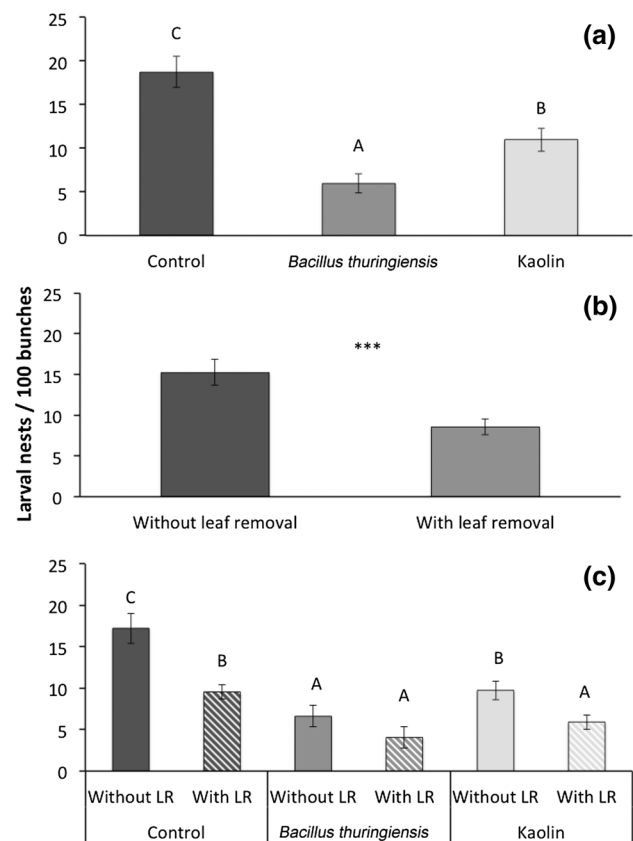 Larval nests / 100 bunches
(a)
25
20
15
10
5
0
C
A
B
Control
Bacillus thuringiensis
Kaolin
(b)
25
20
15
10
5
0
***
Without leaf removal
With leaf removal
(c)
25
20
15
10
5
0
C
B
A
A
B
A
Without LR With LR Without LR With LR Without LR With LR
Control Bacillus thuringiensis Kaolin